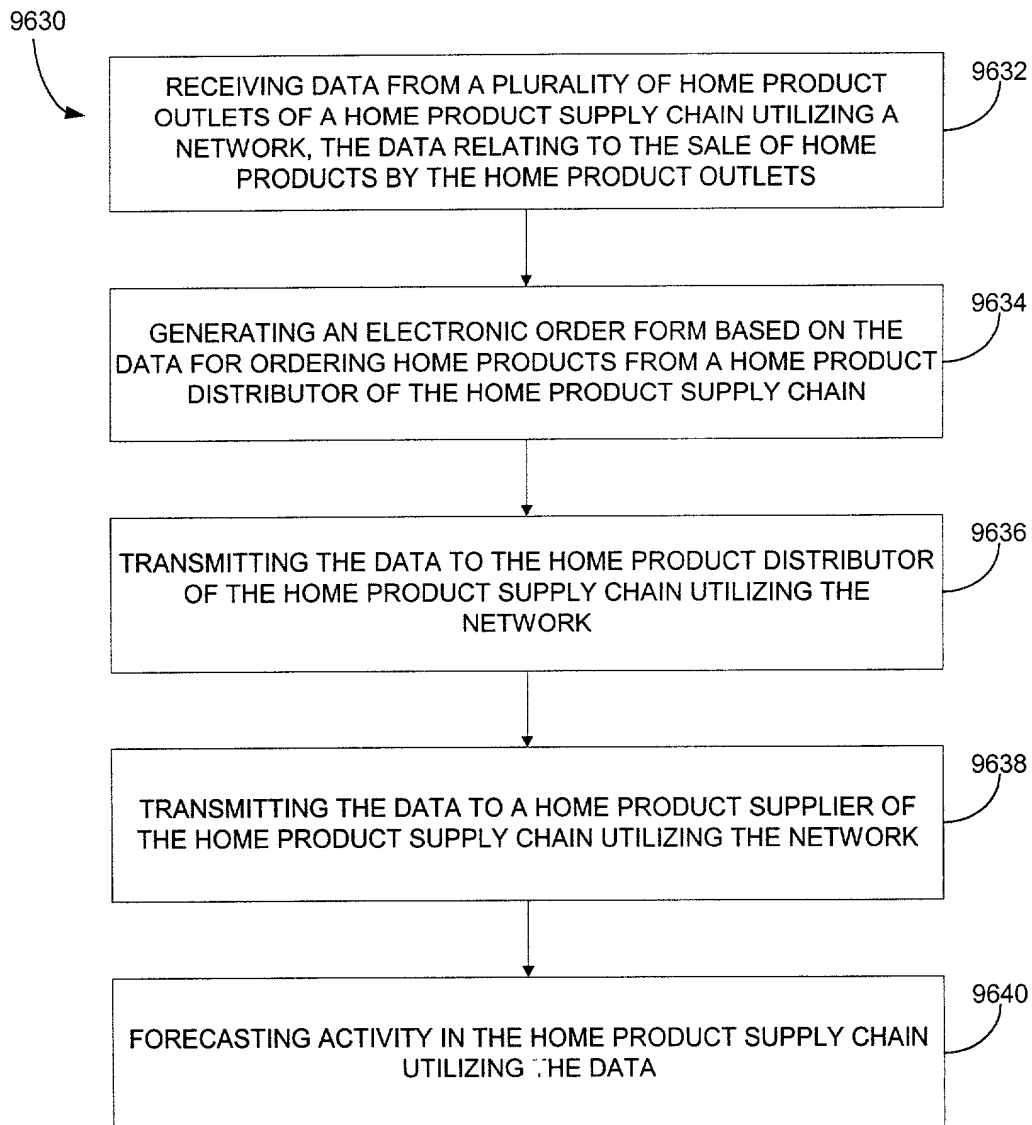 9630
9632
RECEIVING DATA FROM A PLURALITY OF HOME PRODUCT
OUTLETS OF A HOME PRODUCT SUPPLY CHAIN UTILIZING A
NETWORK, THE DATA RELATING TO THE SALE OF HOME
PRODUCTS BY THE HOME PRODUCT OUTLETS
9634
GENERATING AN ELECTRONIC ORDER FORM BASED ON THE
DATA FOR ORDERING HOME PRODUCTS FROM A HOME PRODUCT
DISTRIBUTOR OF THE HOME PRODUCT SUPPLY CHAIN
9636
TRANSMITTING THE DATA TO THE HOME PRODUCT DISTRIBUTOR
OF THE HOME PRODUCT SUPPLY CHAIN UTILIZING THE
NETWORK
9638
TRANSMITTING THE DATA TO A HOME PRODUCT SUPPLIER OF
THE HOME PRODUCT SUPPLY CHAIN UTILIZING THE NETWORK
9640
FORECASTING ACTIVITY IN THE HOME PRODUCT SUPPLY CHAIN
UTILIZING THE DATA